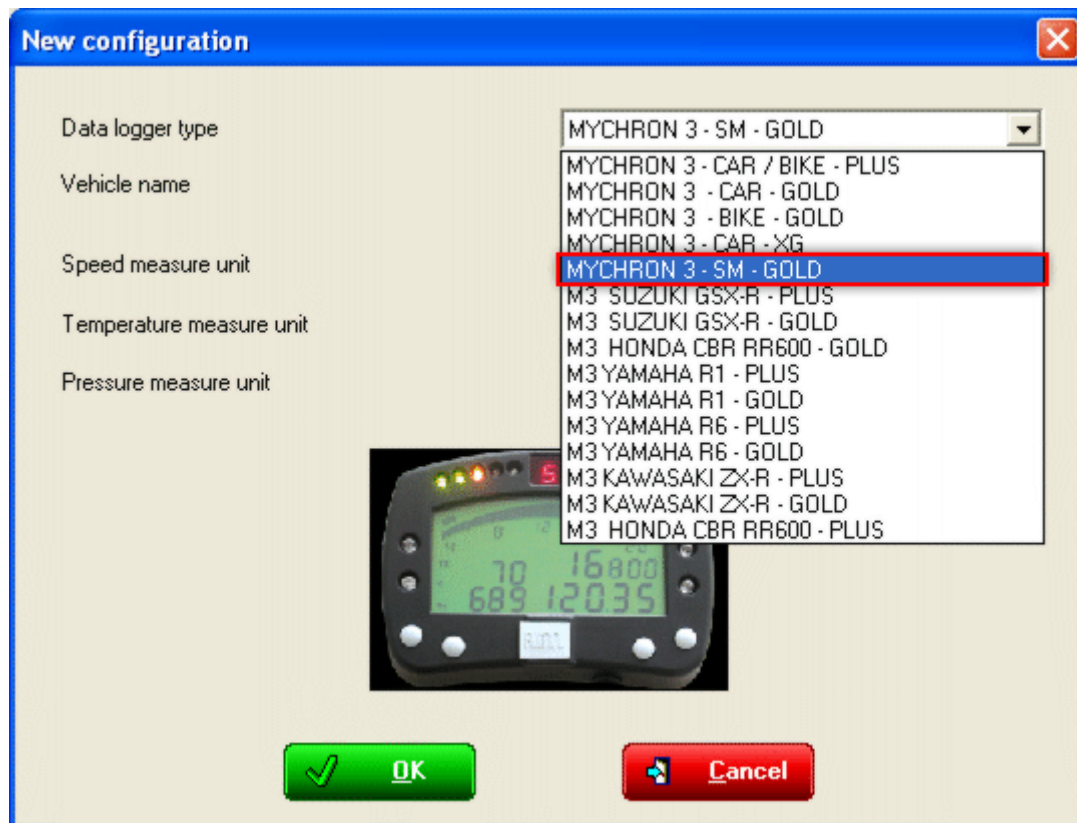 New configuration
Data logger type
MYCHRON 3 - SM - GOLD
MYCHRON 3 - CAR / BIKE - PLUS
MYCHRON 3 - CAR - GOLD
Vehicle name
MYCHRON 3 - BIKE - GOLD
MYCHRON 3 - CAR - XG
Speed measure unit
MYCHRON 3 - SM - GOLD
M3 SUZUKI GSX-R - PLUS
Temperature measure unit
M3 SUZUKI GSX-R - GOLD
M3 HONDA CBR RR600 - GOLD
Pressure measure unit
M3 YAMAHA R1 - PLUS
M3 YAMAHA R1 - GOLD
M3 YAMAHA R6 - PLUS
M3 YAMAHA R6 - GOLD
M3 KAWASAKI ZX-R - PLUS
M3 KAWASAKI ZX-R - GOLD
M3 HONDA CBR RR600 - PLUS
70 16800
689 120.35
OK
Cancel